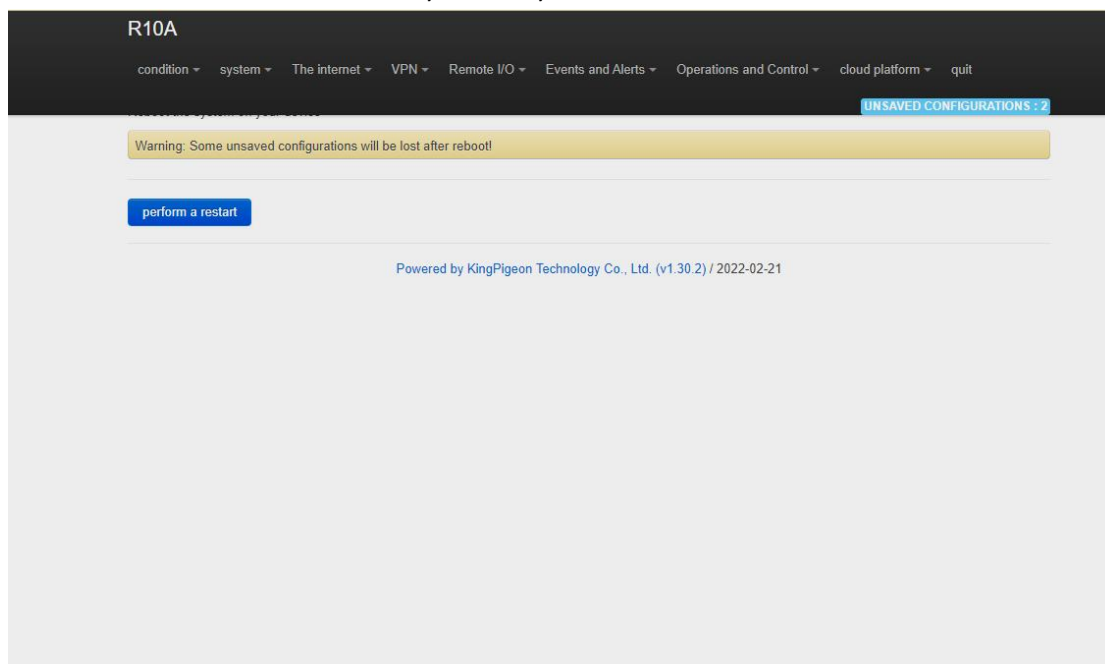 R10A
condition system The internet VPN Remote I/O Events and Alerts Operations and Control cloud platform quit
UNSAVED CONFIGURATIONS : 2
Warning: Some unsaved configurations will be lost after reboot!
perform a restart
Powered by KingPigeon Technology Co., Ltd. (v1.30.2) / 2022-02-21